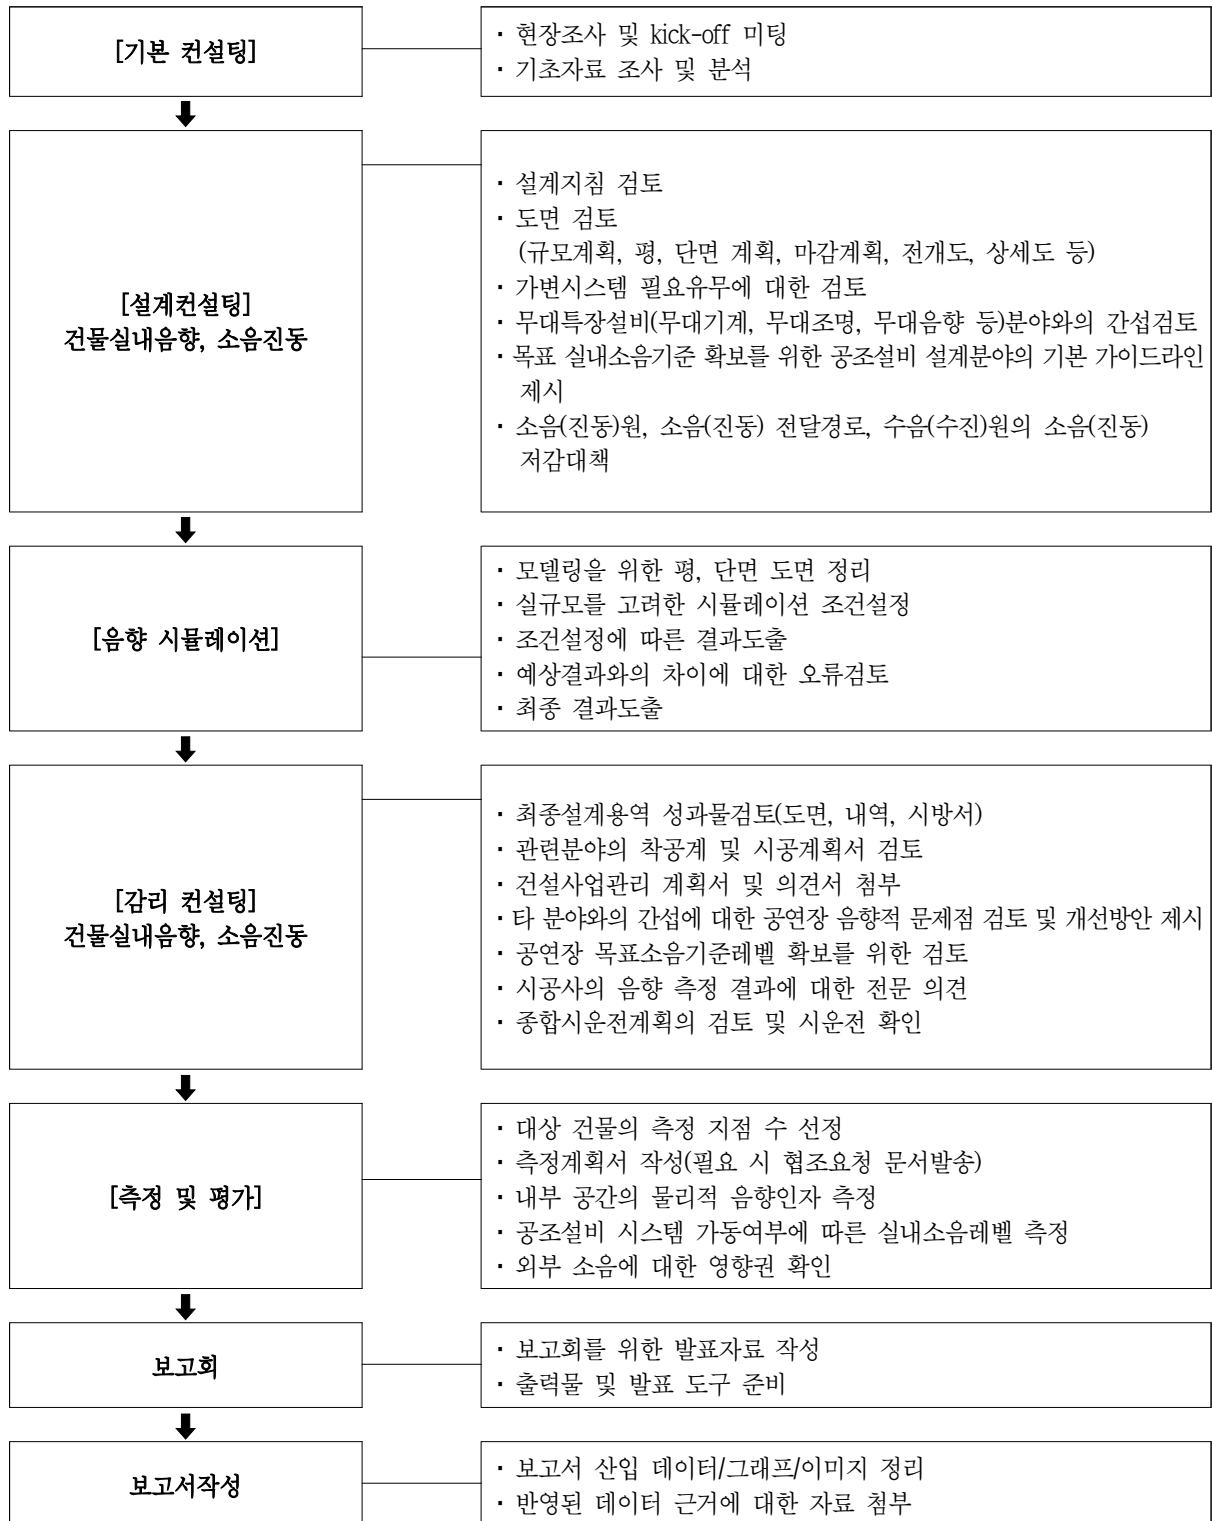 [기본 컨설팅]
· 현장조사 및 kick-off 미팅
· 기초자료 조사 및 분석
[설계컨설팅]
건물실내음향, 소음진동
· 설계지침 검토
· 도면 검토
(규모계획, 평, 단면 계획, 마감계획, 전개도, 상세도 등)
· 가변시스템 필요유무에 대한 검토
· 무대특장설비(무대기계, 무대조명, 무대음향 등)분야와의 간섭검토
· 목표 실내소음기준 확보를 위한 공조설비 설계분야의 기본 가이드라인
제시
· 소음(진동)원, 소음(진동) 전달경로, 수음(수진)원의 소음(진동)
저감대책
[음향 시뮬레이션]
· 모델링을 위한 평, 단면 도면 정리
· 실규모를 고려한 시뮬레이션 조건설정
· 조건설정에 따른 결과도출
· 예상결과와의 차이에 대한 오류검토
· 최종 결과도출
[감리 컨설팅]
건물실내음향, 소음진동
· 최종설계용역 성과물검토(도면, 내역, 시방서)
· 관련분야의 착공계 및 시공계획서 검토
· 건설사업관리 계획서 및 의견서 첨부
· 타 분야와의 간섭에 대한 공연장 음향적 문제점 검토 및 개선방안 제시
· 공연장 목표소음기준레벨 확보를 위한 검토
· 시공사의 음향 측정 결과에 대한 전문 의견
· 종합시운전계획의 검토 및 시운전 확인
[측정 및 평가]
· 대상 건물의 측정 지점 수 선정
· 측정계획서 작성(필요 시 협조요청 문서발송)
· 내부 공간의 물리적 음향인자 측정
· 공조설비 시스템 가동여부에 따른 실내소음레벨 측정
· 외부 소음에 대한 영향권 확인
보고회
· 보고회를 위한 발표자료 작성
· 출력물 및 발표 도구 준비
보고서작성
· 보고서 산입 데이터/그래프/이미지 정리
· 반영된 데이터 근거에 대한 자료 첨부